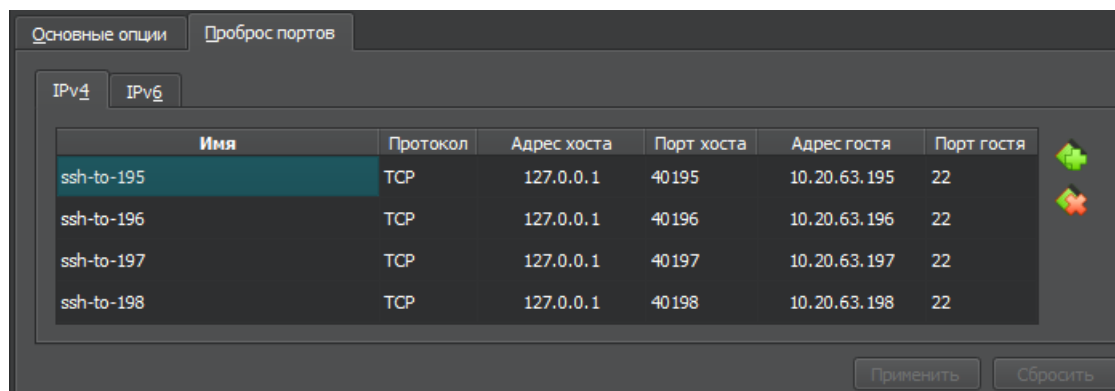 Основные опции Проброс портов
IPv4 IPv6
Имя Протокол Адрес хоста Порт хоста Адрес гостя Порт гостя
ssh-to-195 TCP 127.0.0.1 40195 10.20.63.195 22
ssh-to-196 TCP 127.0.0.1 40196 10.20.63.196 22
ssh-to-197 TCP 127.0.0.1 40197 10.20.63.197 22
ssh-to-198 TCP 127.0.0.1 40198 10.20.63.198 22
Применить Сбросить